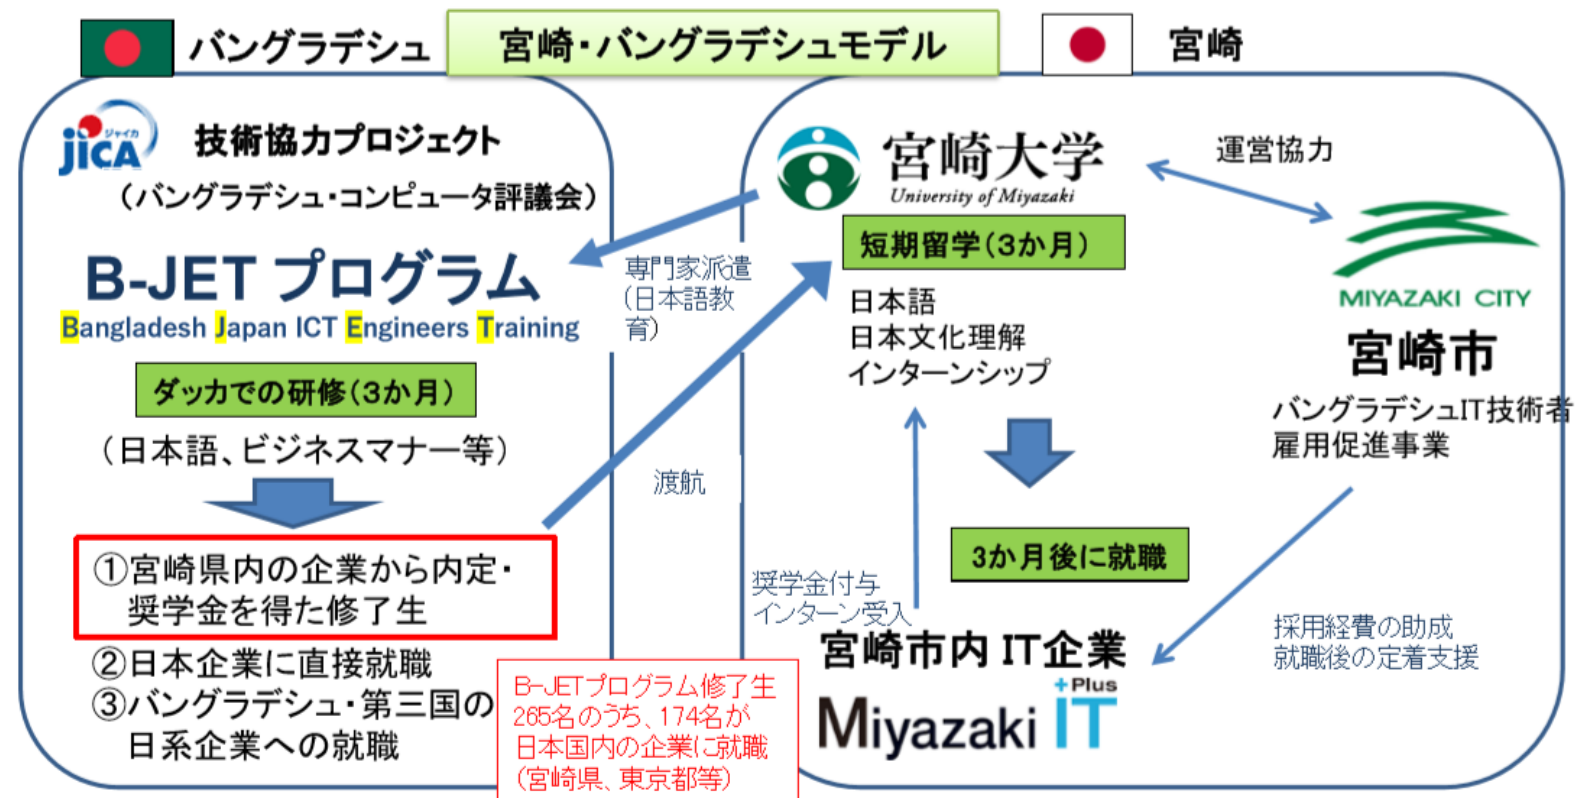 バングラデシュ
宮崎・バングラデシュモデル
宮崎
ジャイカ
JICA
技術協力プロジェクト
（バングラデシュ・コンピュータ評議会）
B-JET プログラム
Bangladesh Japan ICT Engineers Training
ダッカでの研修（3か月）
（日本語、ビジネスマナー等）
①宮崎県内の企業から内定・
奨学金を得た修了生
②日本企業に直接就職
③バングラデシュ・第三国の
日系企業への就職
専門家派遣
（日本語教
育）
渡航
B-JETプログラム修了生
265名のうち、174名が
日本国内の企業に就職
（宮崎県、東京都等）
宮崎大学
University of Miyazaki
短期留学（3か月）
日本語
日本文化理解
インターンシップ
3か月後に就職
奨学金付与
インターン受入
宮崎市内 IT企業
Miyazaki +Plus IT
運営協力
MIYAZAKI CITY
宮崎市
バングラデシュIT技術者
雇用促進事業
採用経費の助成
就職後の定着支援